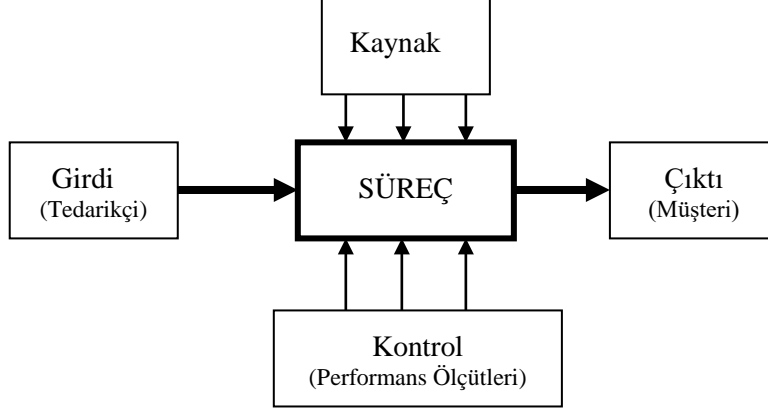 Kaynak
Girdi
(Tedarikçi)
SÜREÇ
Çıktı
(Müşteri)
Kontrol
(Performans Ölçütleri)